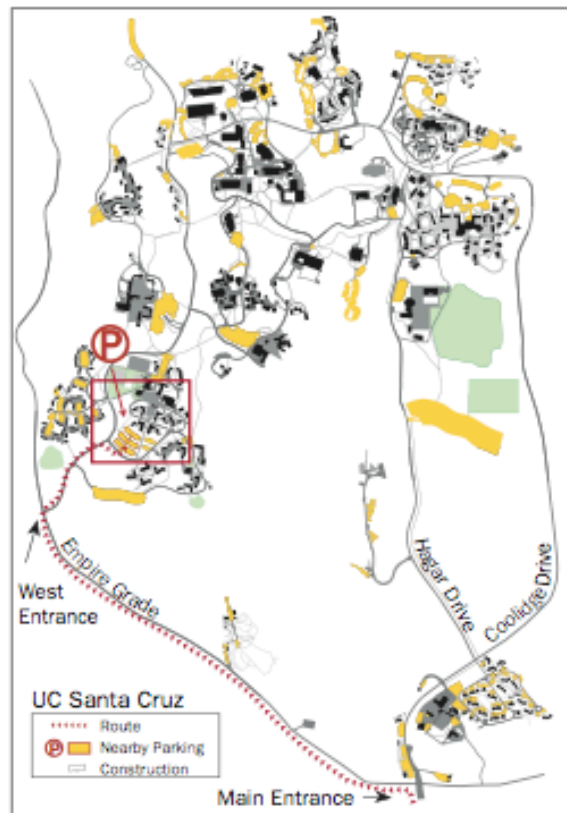 P
West
Entrance
Empire Grade
Hagar Drive
Coolidge Drive
UC Santa Cruz
Route
P Nearby Parking
Construction
Main Entrance